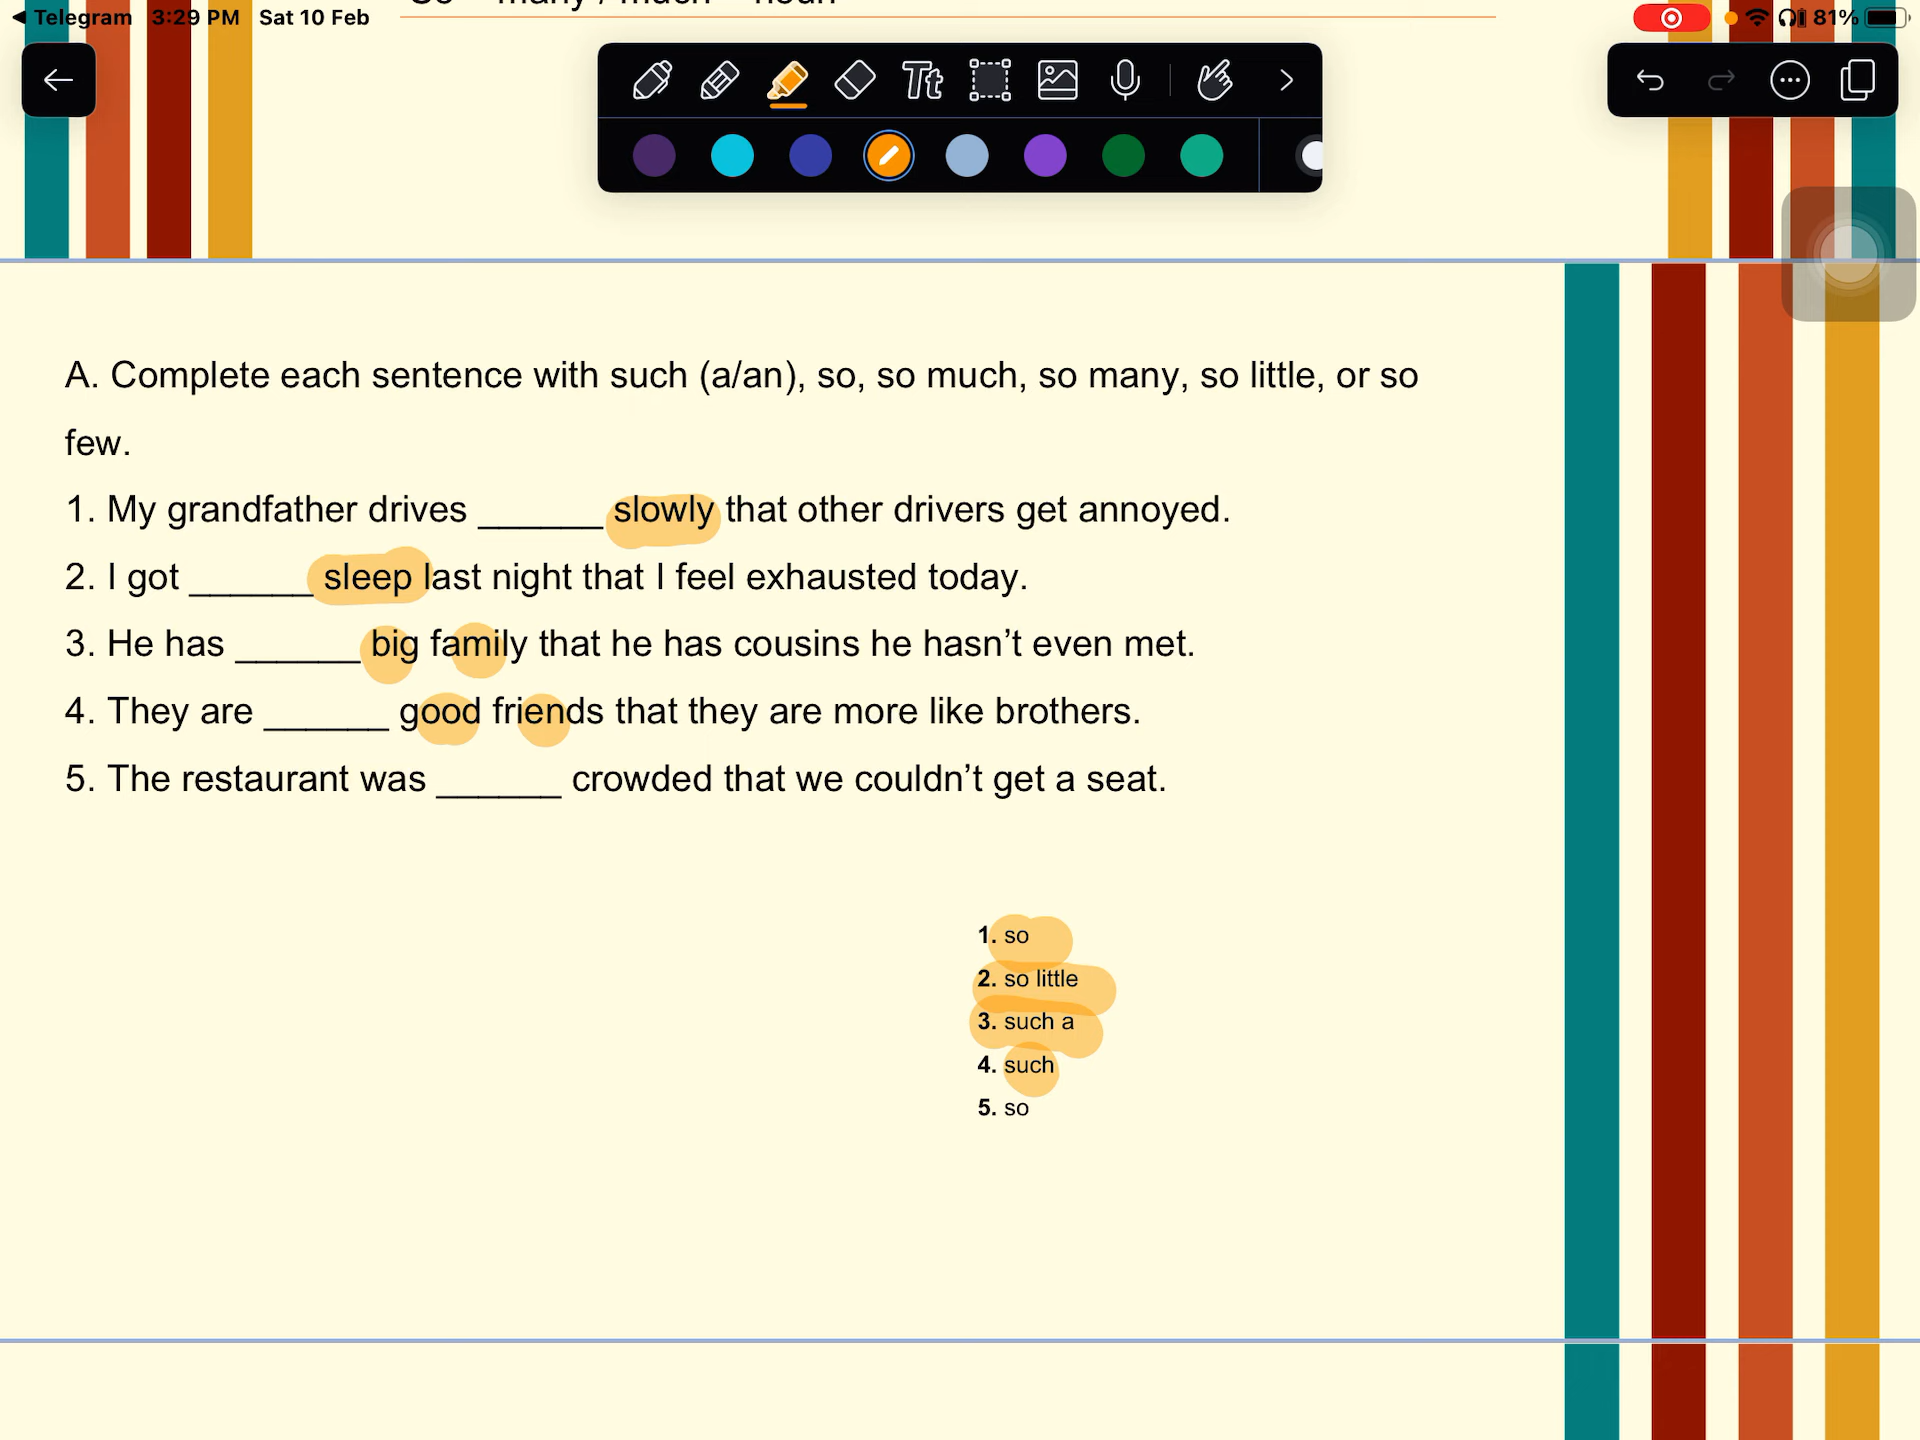 ◀ Telegram 3:29 PM Sat 10 Feb
81%
Tt
A. Complete each sentence with such (a/an), so, so much, so many, so little, or so
few.
1. My grandfather drives ______ slowly that other drivers get annoyed.
2. I got ______ sleep last night that I feel exhausted today.
3. He has ______ big family that he has cousins he hasn’t even met.
4. They are ______ good friends that they are more like brothers.
5. The restaurant was ______ crowded that we couldn’t get a seat.
1. so
2. so little
3. such a
4. such
5. so